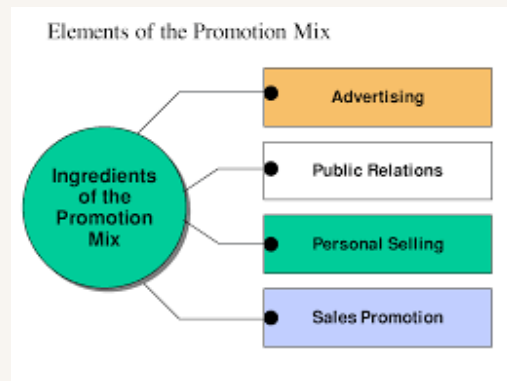 Elements of the Promotion Mix
Ingredients
of the
Promotion
Mix
Advertising
Public Relations
Personal Selling
Sales Promotion